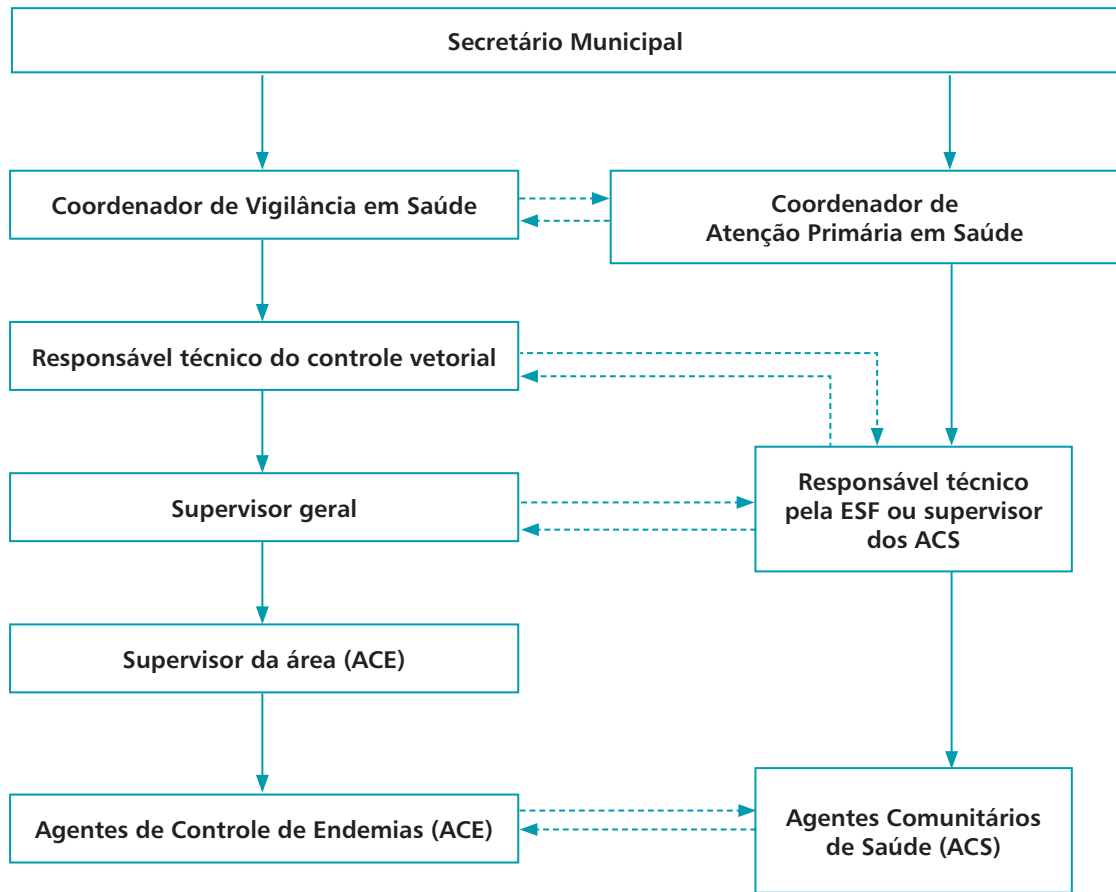 Secretário Municipal
Coordenador de Vigilância em Saúde
Coordenador de
Atenção Primária em Saúde
Responsável técnico do controle vetorial
Supervisor geral
Responsável técnico
pela ESF ou supervisor
dos ACS
Supervisor da área (ACE)
Agentes de Controle de Endemias (ACE)
Agentes Comunitários
de Saúde (ACS)